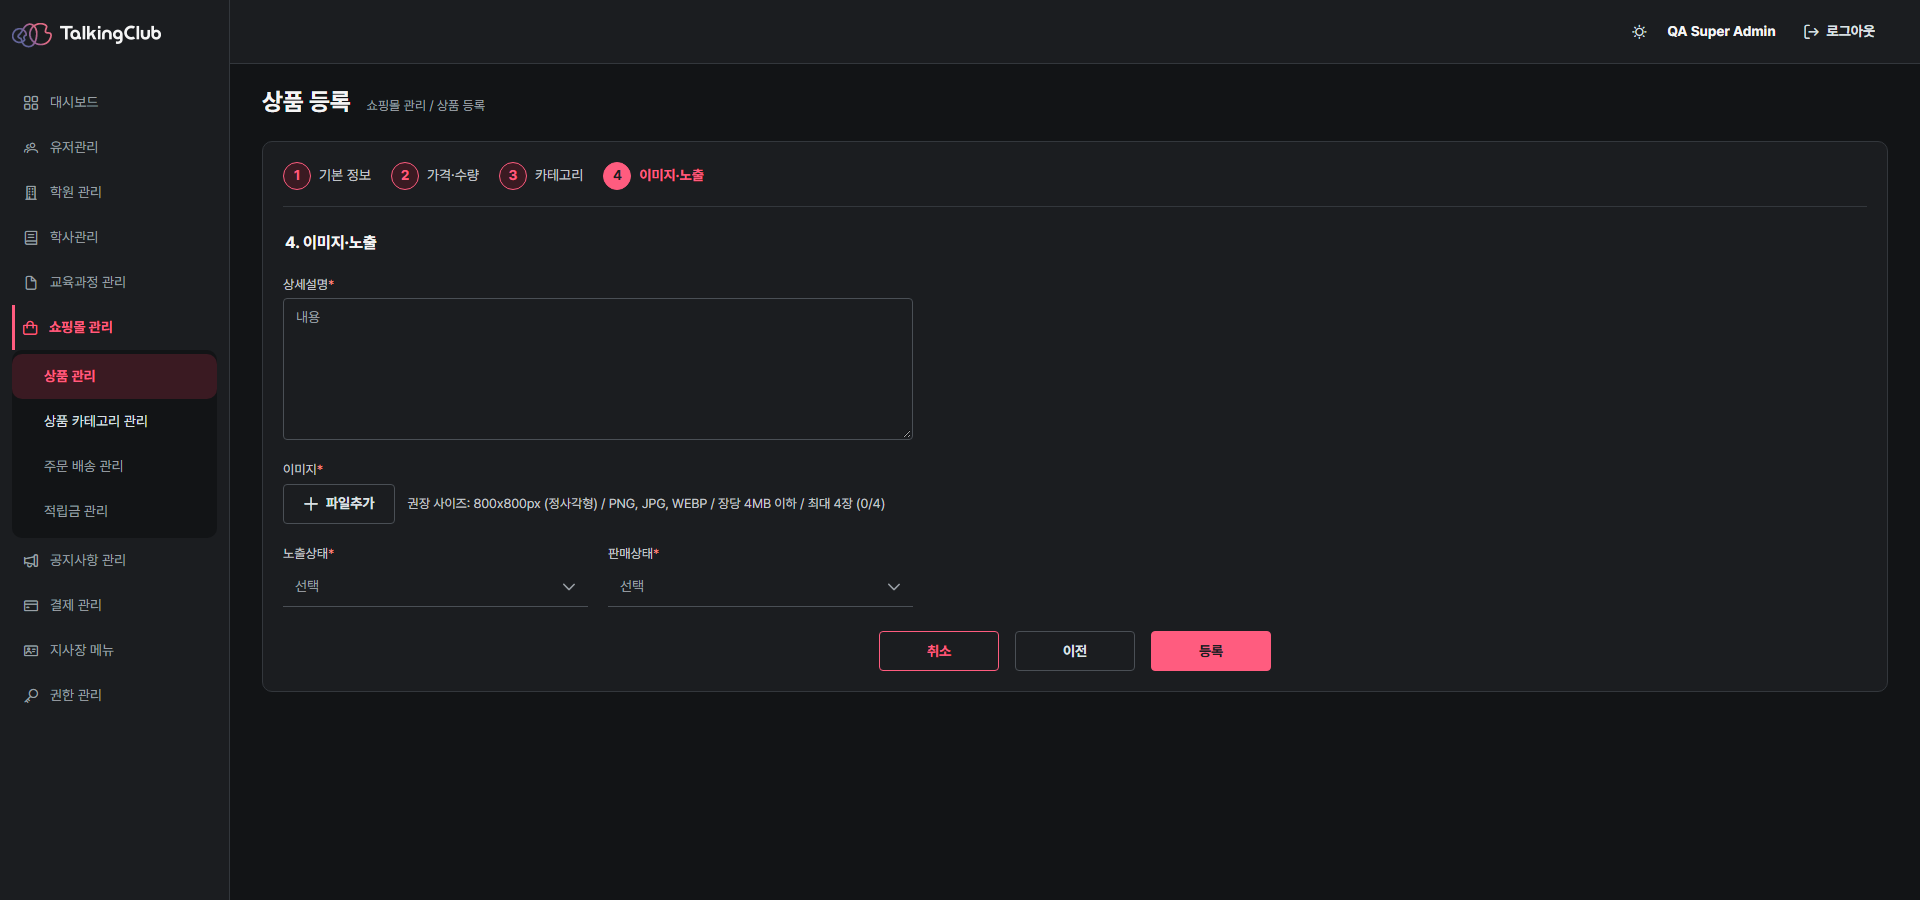 TalkingClub
QA Super Admin
로그아웃
대시보드
유저관리
학원 관리
학사관리
교육과정 관리
쇼핑몰 관리
상품 관리
상품 카테고리 관리
주문 배송 관리
적립금 관리
공지사항 관리
결제 관리
지사장 메뉴
권한 관리
상품 등록 쇼핑몰 관리 / 상품 등록
1 기본 정보 2 가격·수량 3 카테고리 4 이미지·노출
4. 이미지·노출
상세설명*
내용
이미지*
파일추가 권장 사이즈: 800x800px (정사각형) / PNG, JPG, WEBP / 장당 4MB 이하 / 최대 4장 (0/4)
노출상태* 판매상태*
선택 선택
취소 이전 등록